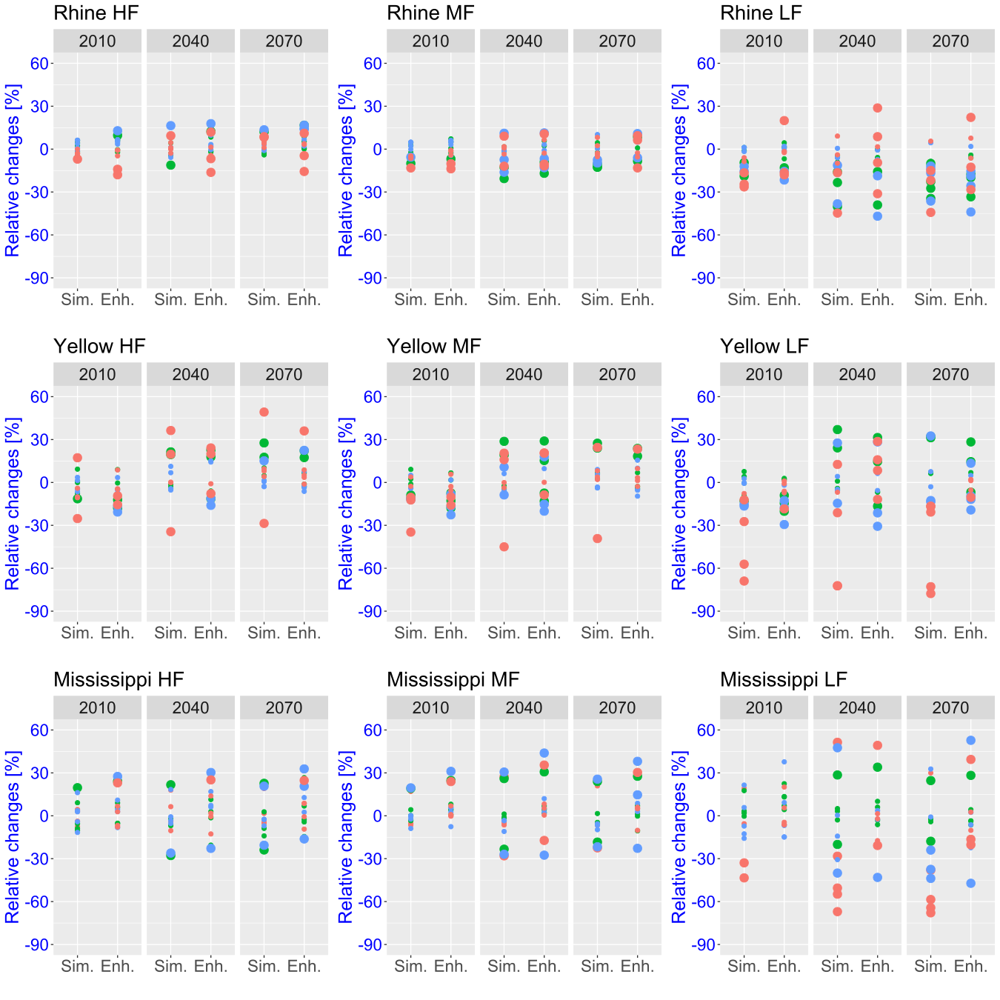 Rhine HF
Rhine MF
Rhine LF
2010 2040 2070
2010 2040 2070
2010 2040 2070
Relative changes [%]
60
30
0
-30
-60
-90
Relative changes [%]
60
30
0
-30
-60
-90
Relative changes [%]
60
30
0
-30
-60
-90
Sim. Enh. Sim. Enh. Sim. Enh.
Sim. Enh. Sim. Enh. Sim. Enh.
Sim. Enh. Sim. Enh. Sim. Enh.
Yellow HF
Yellow MF
Yellow LF
2010 2040 2070
2010 2040 2070
2010 2040 2070
Relative changes [%]
60
30
0
-30
-60
-90
Relative changes [%]
60
30
0
-30
-60
-90
Relative changes [%]
60
30
0
-30
-60
-90
Sim. Enh. Sim. Enh. Sim. Enh.
Sim. Enh. Sim. Enh. Sim. Enh.
Sim. Enh. Sim. Enh. Sim. Enh.
Mississippi HF
Mississippi MF
Mississippi LF
2010 2040 2070
2010 2040 2070
2010 2040 2070
Relative changes [%]
60
30
0
-30
-60
-90
Relative changes [%]
60
30
0
-30
-60
-90
Relative changes [%]
60
30
0
-30
-60
-90
Sim. Enh. Sim. Enh. Sim. Enh.
Sim. Enh. Sim. Enh. Sim. Enh.
Sim. Enh. Sim. Enh. Sim. Enh.